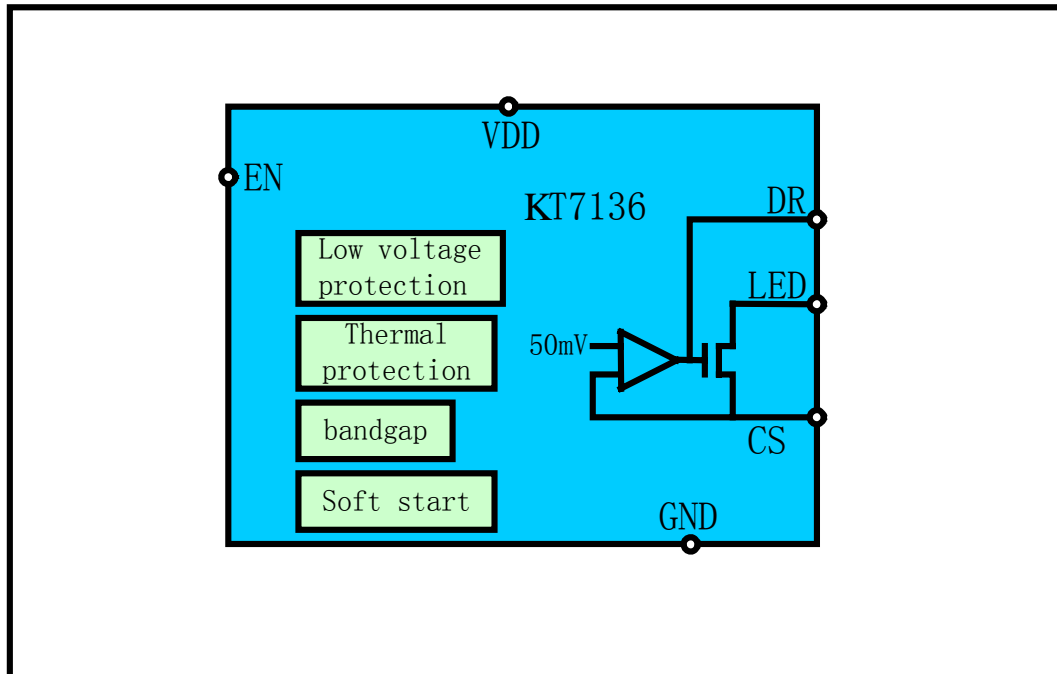 VDD
EN
KT7136
DR
Low voltage
protection
LED
Thermal
protection
50mV
bandgap
CS
Soft start
GND